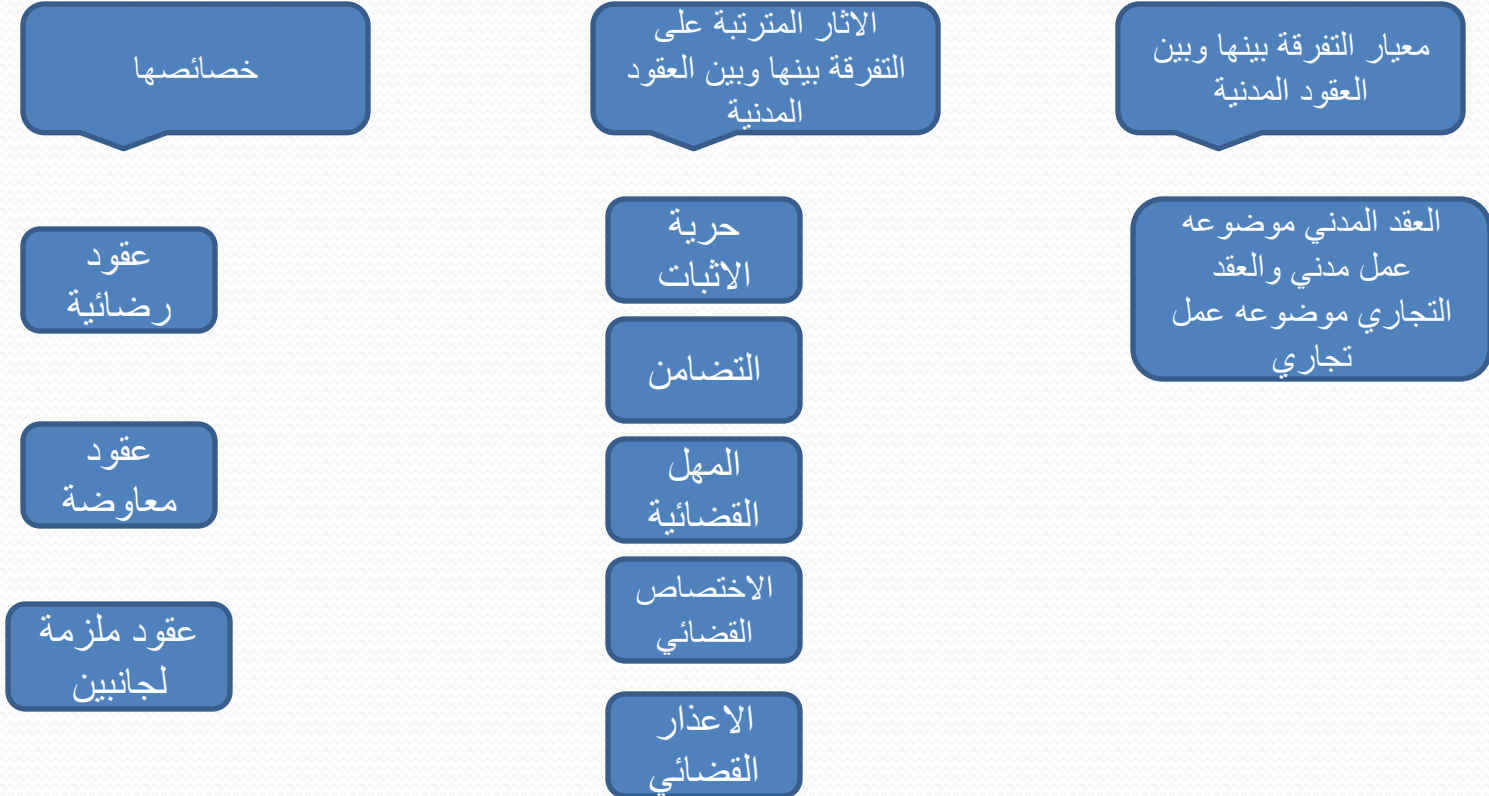 معيار التفرقة بينها وبين
العقود المدنية
العقد المدني موضوعه
عمل مدني والعقد
التجاري موضوعه عمل
تجاري
الاثار المترتبة على
التفرقة بينها وبين العقود
المدنية
حرية
الاثبات
التضامن
المهل
القضائية
الاختصاص
القضائي
الاعذار
القضائي
خصائصها
عقود
رضائية
عقود
معاوضة
عقود ملزمة
لجانبين